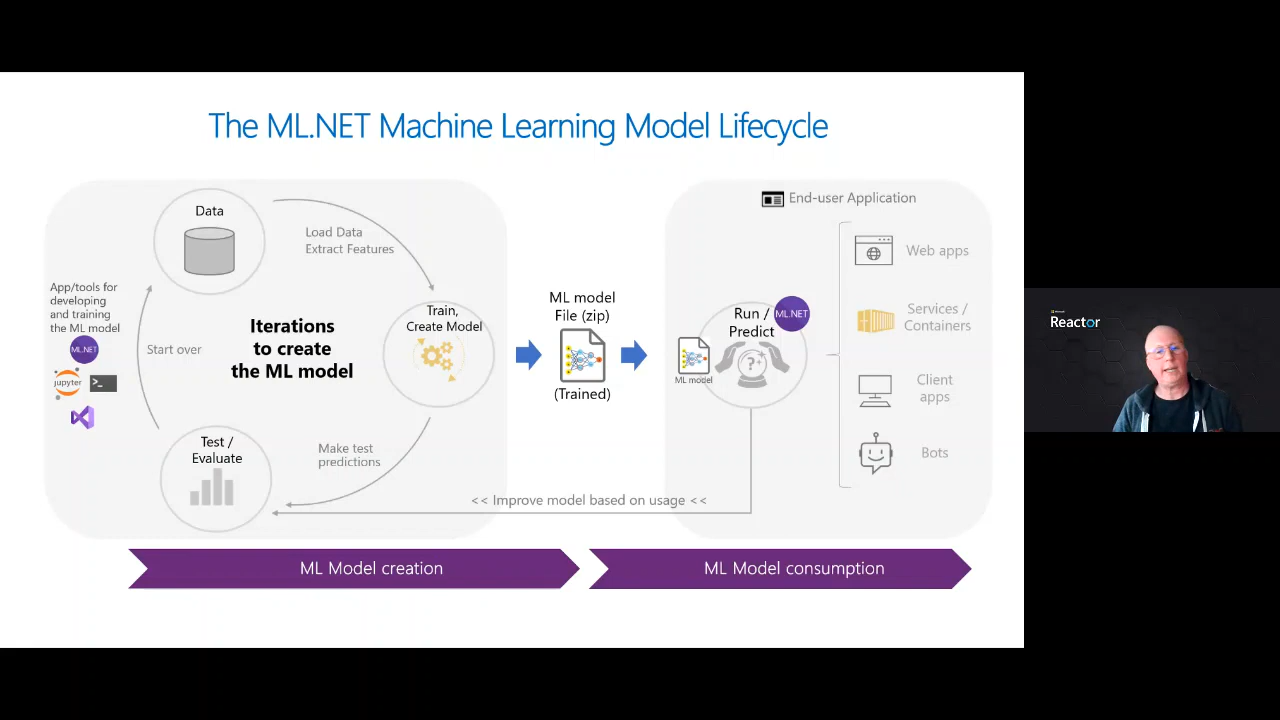 The ML.NET Machine Learning Model Lifecycle
Data
Load Data
Extract Features
App/tools for
developing
and training
the ML model
ML.NET
jupyter
>_
Start over
Iterations
to create
the ML model
Train,
Create Model
Test /
Evaluate
Make test
predictions
ML model
File (zip)
(Trained)
End-user Application
Run /
Predict
ML.NET
?
ML model
Web apps
Services /
Containers
Client
apps
Bots
<< Improve model based on usage <<
ML Model creation
ML Model consumption
Microsoft
Reactor